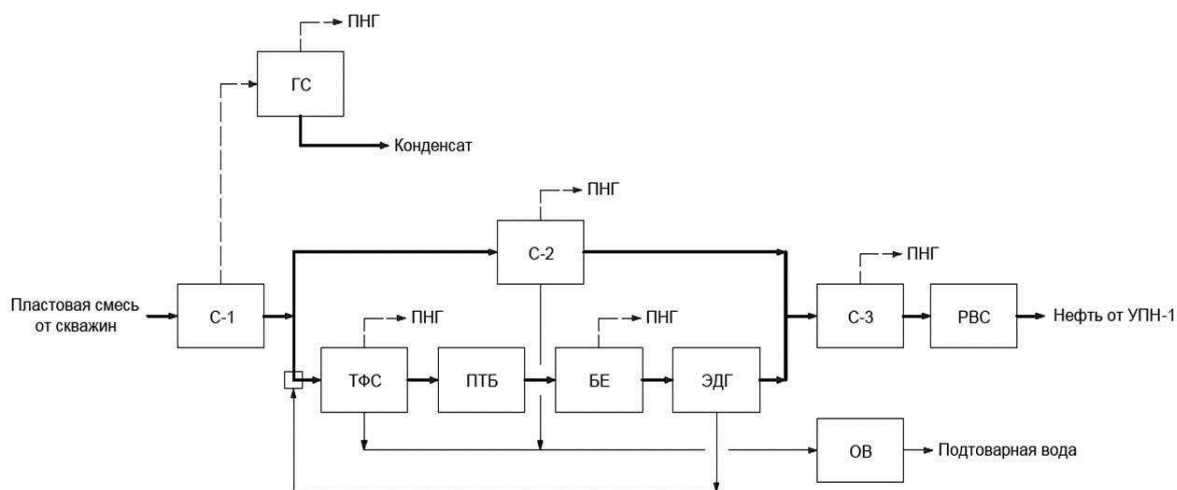 ПНГ
ГС
Конденсат
ПНГ
С-2
ПНГ
Пластовая смесь
от скважин
С-1
С-3
РВС
Нефть от УПН-1
ПНГ
ПНГ
ТФС
ПТБ
БЕ
ЭДГ
ОВ
Подтоварная вода